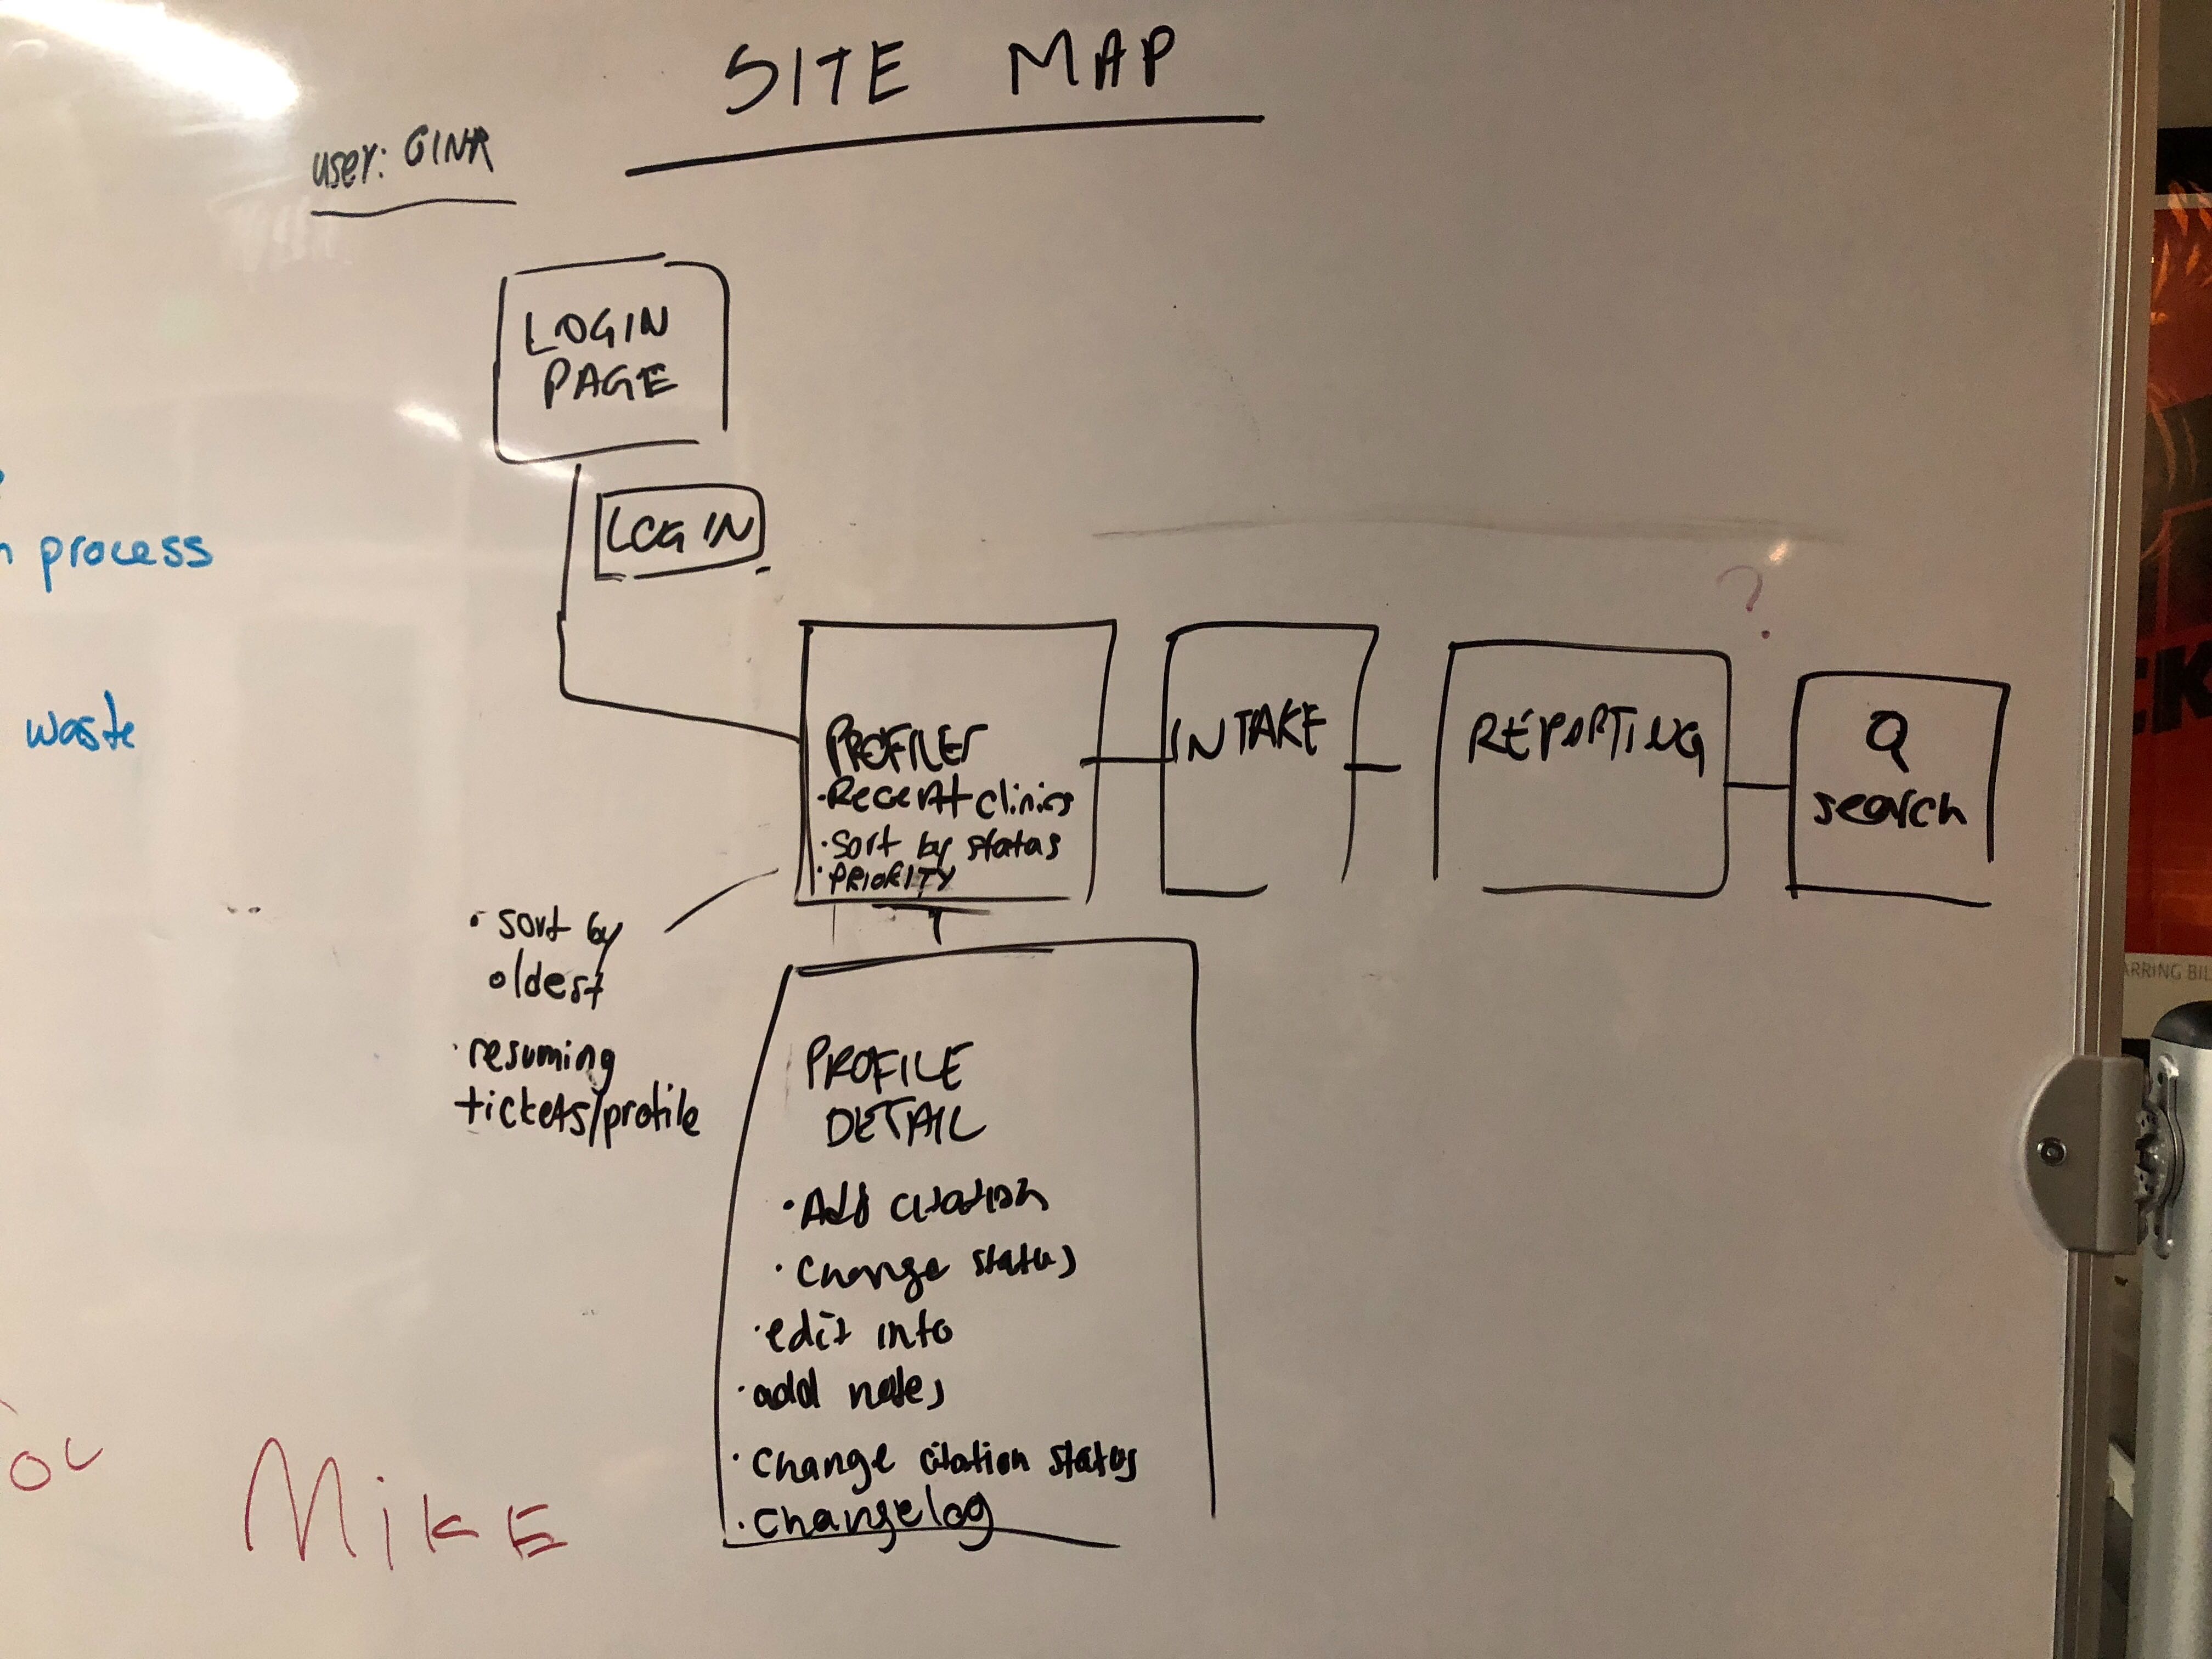 SITE MAP
user: GINA
LOGIN
PAGE
LOGIN
process
waste
?
PROFILES
• Recent clinics
• Sort by status
• PRIORITY
INTAKE
REPORTING
search
• sort by
oldest
• resuming
tickets/profile
PROFILE
DETAIL
• Add citation
• Change status
• edit info
• add notes
• Change citation status
• Changelog
MIKE
ARRING BIL